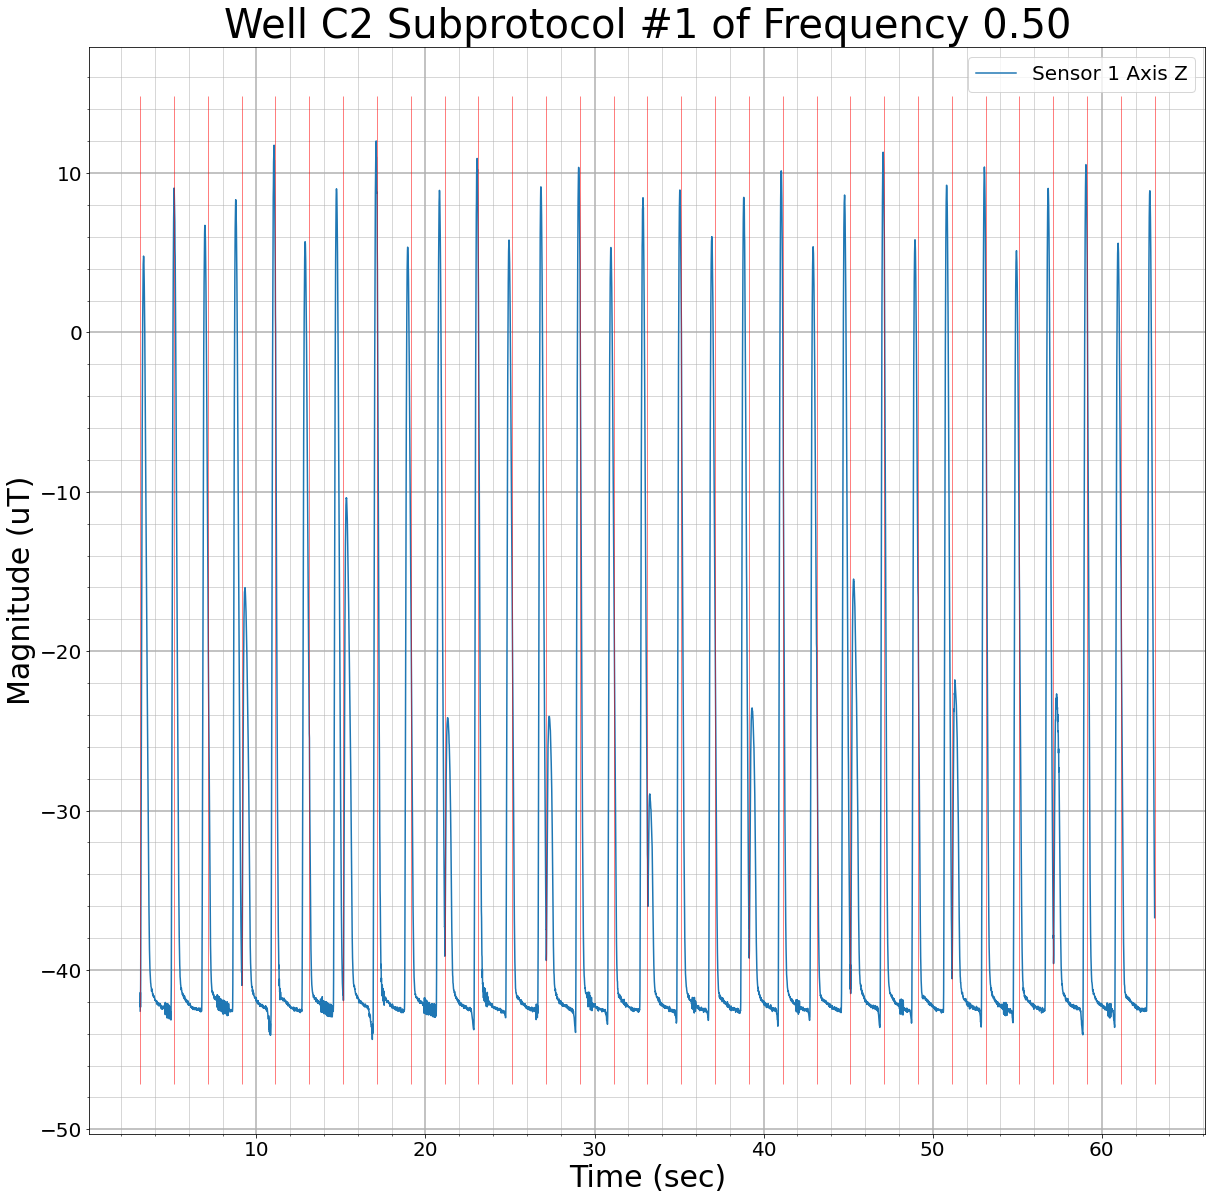 Well C2 Subprotocol #1 of Frequency 0.50
Sensor 1 Axis Z
10
0
−10
−20
−30
−40
−50
Magnitude (uT)
10 20 30 40 50 60
Time (sec)